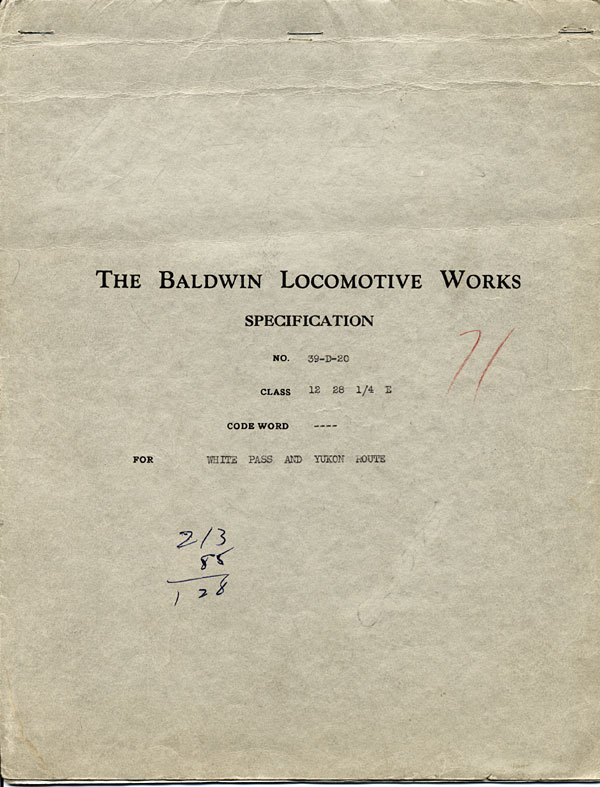 THE BALDWIN LOCOMOTIVE WORKS
SPECIFICATION
NO. 39-D-20
71
CLASS 12 28 1/4 E
CODE WORD ----
FOR WHITE PASS AND YUKON ROUTE
213
85
128